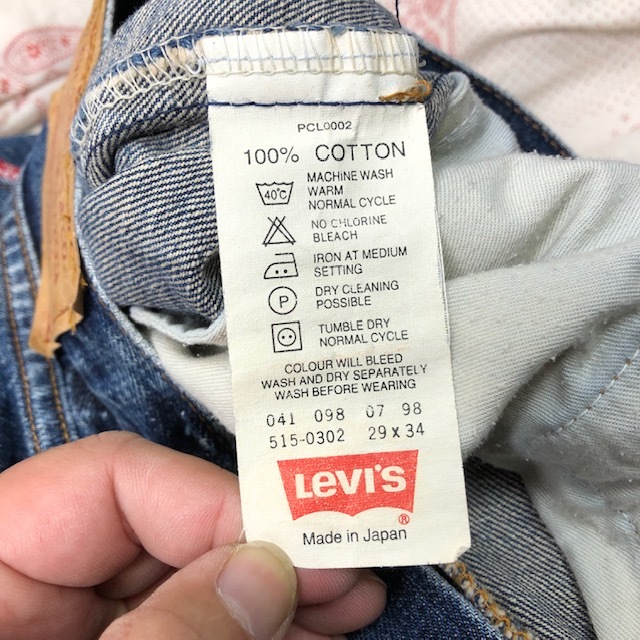 PCL0002
100% COTTON
40°C
MACHINE WASH
WARM
NORMAL CYCLE
NO CHLORINE
BLEACH
IRON AT MEDIUM
SETTING
P
DRY CLEANING
POSSIBLE
TUMBLE DRY
NORMAL CYCLE
COLOUR WILL BLEED
WASH AND DRY SEPARATELY
WASH BEFORE WEARING
041 098 07 98
515-0302 29 x 34
LEVI'S
®
Made in Japan